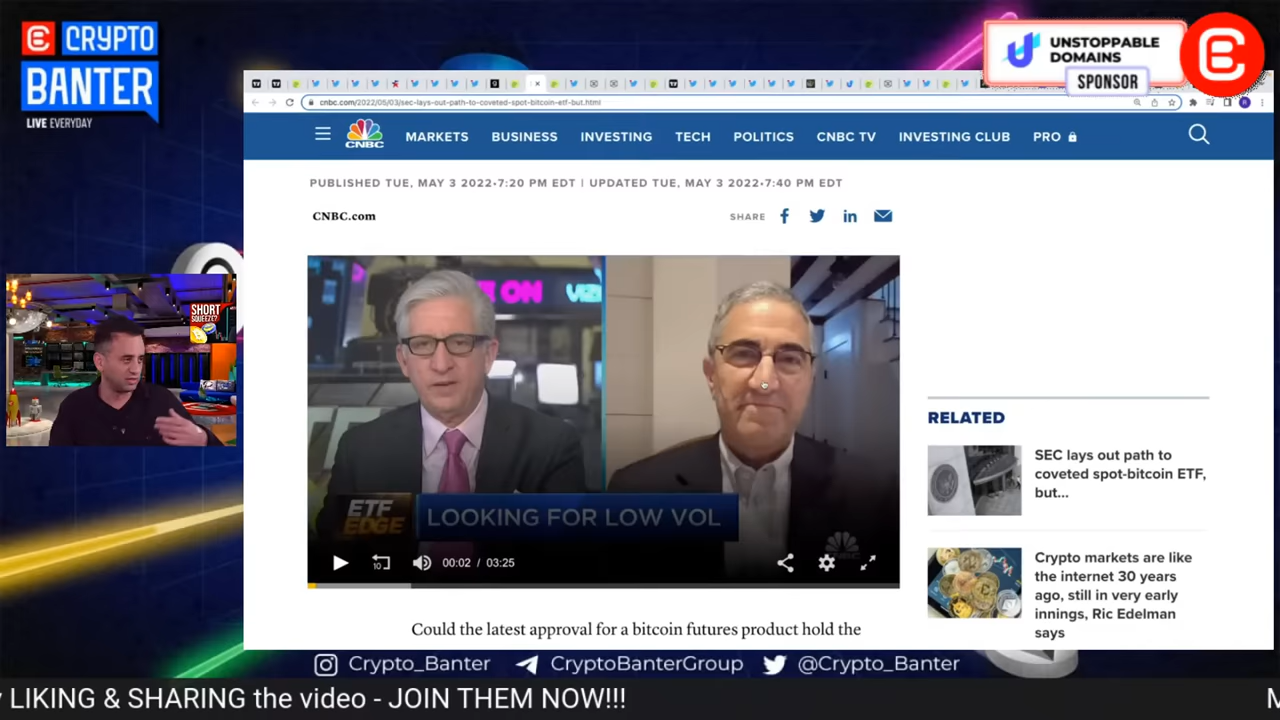 CRYPTO
BANTER
LIVE EVERYDAY
UNSTOPPABLE
DOMAINS
SPONSOR
cnbc.com/2022/05/03/sec-lays-out-path-to-coveted-spot-bitcoin-etf-but.html
CNBC
MARKETS BUSINESS INVESTING TECH POLITICS CNBC TV INVESTING CLUB PRO
PUBLISHED TUE, MAY 3 2022•7:20 PM EDT | UPDATED TUE, MAY 3 2022•7:40 PM EDT
CNBC.com
SHARE
ETF
EDGE
LOOKING FOR LOW VOL
10
00:02 / 03:25
SHORT
SQUEEZE?
RELATED
SEC lays out path to
coveted spot-bitcoin ETF,
but...
Crypto markets are like
the internet 30 years
ago, still in very early
innings, Ric Edelman
says
Could the latest approval for a bitcoin futures product hold the
Crypto_Banter CryptoBanterGroup @Crypto_Banter
y LIKING & SHARING the video - JOIN THEM NOW!!! M